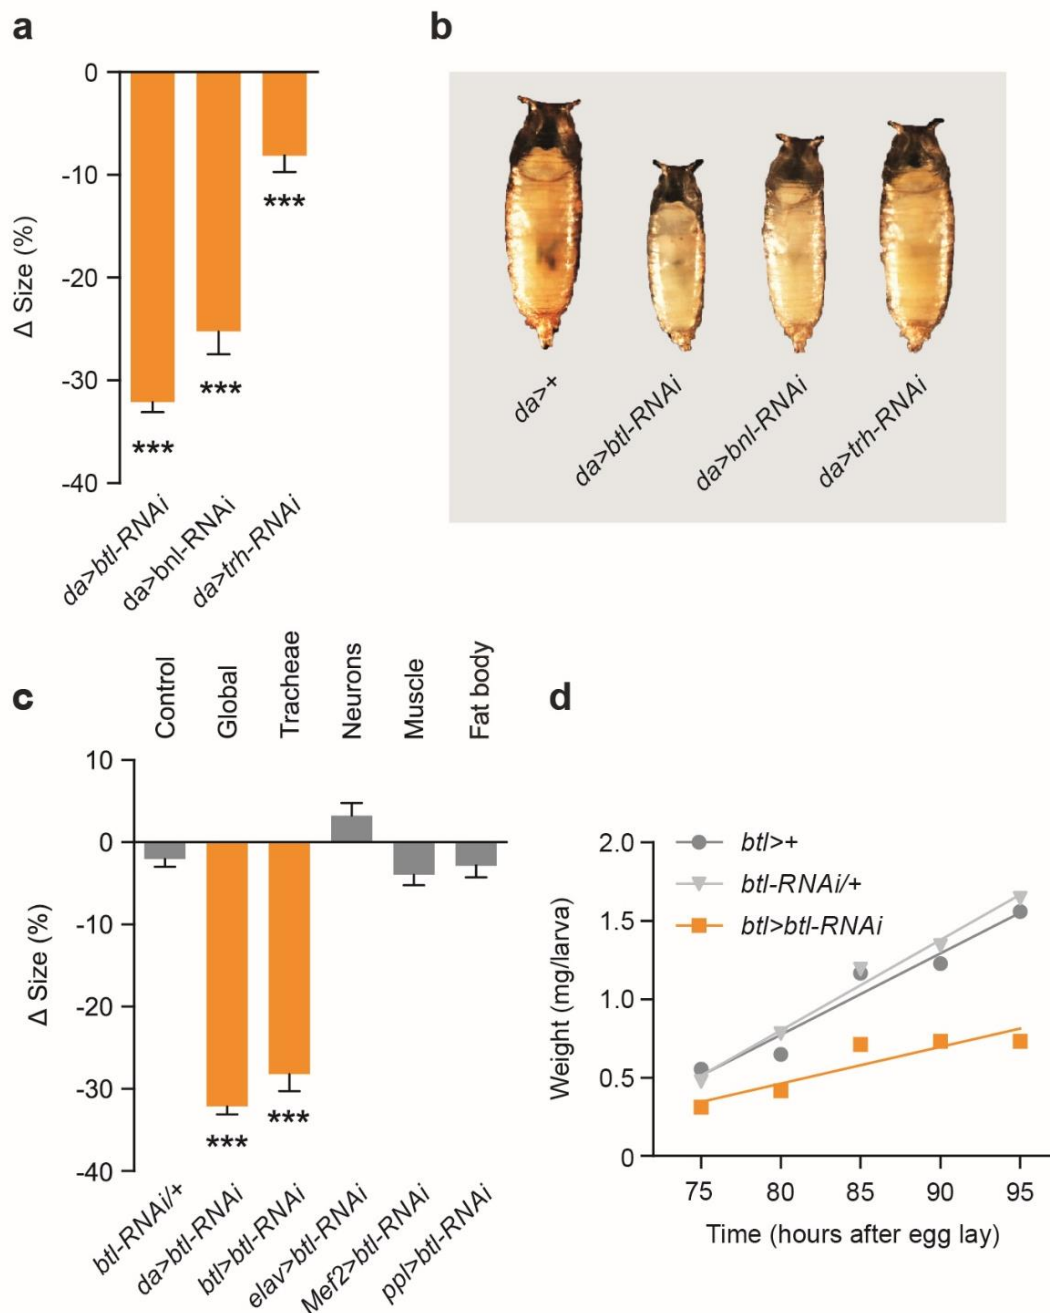 a
0
-10
-20
-30
-40
Δ Size (%)
***
***
***
da>btl-RNAi
da>bnl-RNAi
da>trh-RNAi
b
da>+
da>btl-RNAi
da>bnl-RNAi
da>trh-RNAi
c
Control
Global
Tracheae
Neurons
Muscle
Fat body
10
0
-10
-20
-30
-40
Δ Size (%)
***
***
btl-RNAi/+
da>btl-RNAi
btl>btl-RNAi
elav>btl-RNAi
Mef2>btl-RNAi
ppl>btl-RNAi
d
2.0
1.5
1.0
0.5
0
Weight (mg/larva)
btl>+
btl-RNAi/+
btl>btl-RNAi
75 80 85 90 95
Time (hours after egg lay)